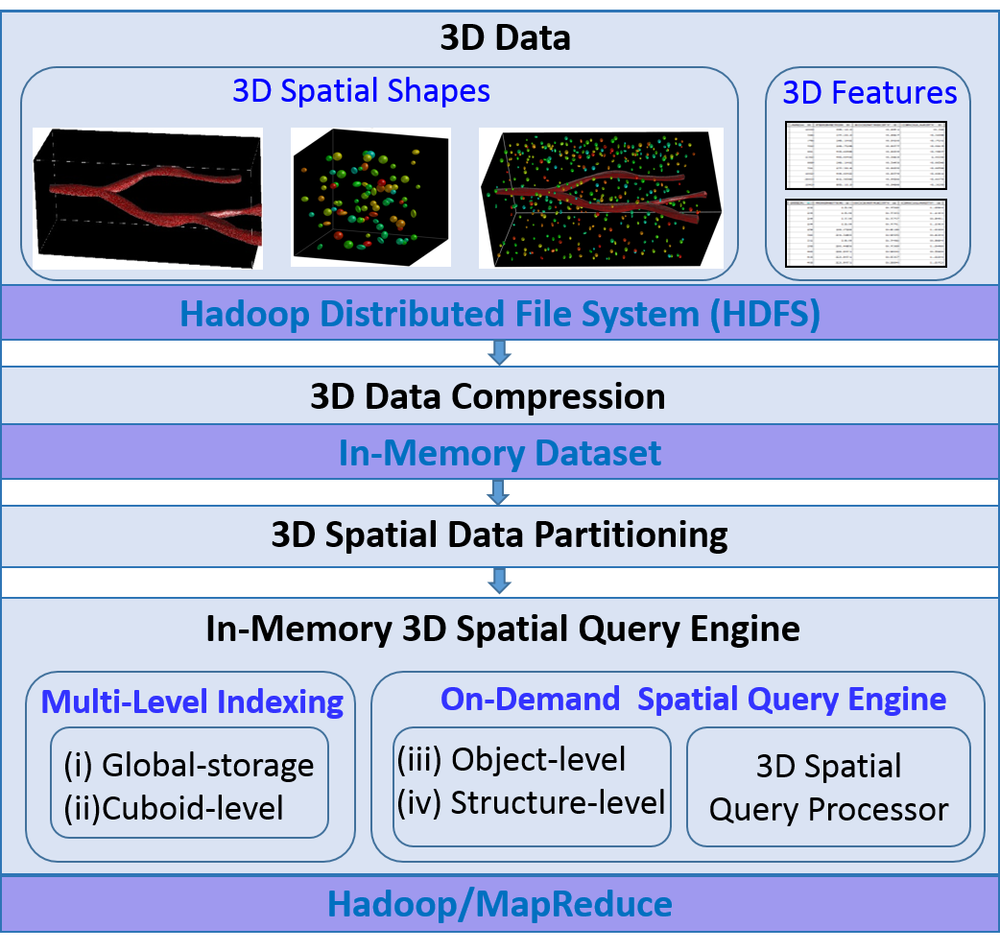 3D Data
3D Spatial Shapes
3D Features
Hadoop Distributed File System (HDFS)
3D Data Compression
In-Memory Dataset
3D Spatial Data Partitioning
In-Memory 3D Spatial Query Engine
Multi-Level Indexing
(i) Global-storage
(ii)Cuboid-level
On-Demand  Spatial Query Engine
(iii) Object-level
(iv) Structure-level
3D Spatial
Query Processor
Hadoop/MapReduce